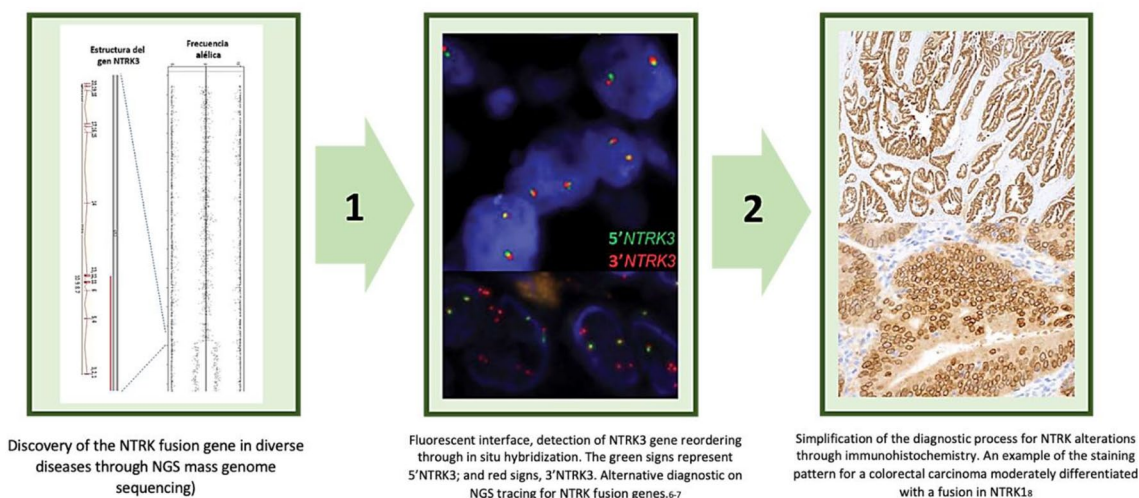 Estructura del
gen NTRK3
Frecuencia
alélica
1
5'NTRK3
3'NTRK3
2
Discovery of the NTRK fusion gene in diverse
diseases through NGS mass genome
sequencing)
Fluorescent interface, detection of NTRK3 gene reordering
through in situ hybridization. The green signs represent
5'NTRK3; and red signs, 3'NTRK3. Alternative diagnostic on
NGS tracing for NTRK fusion genes.6-7
Simplification of the diagnostic process for NTRK alterations
through immunohistochemistry. An example of the staining
pattern for a colorectal carcinoma moderately differentiated
with a fusion in NTRK18